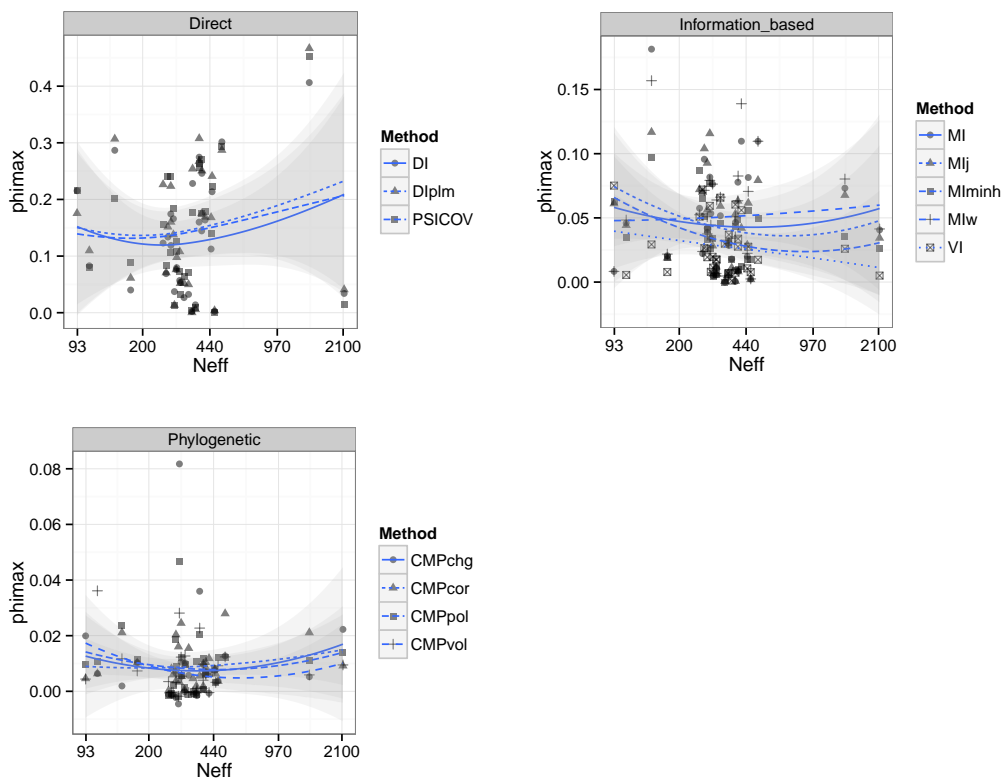 Direct
0.4
0.3
0.2
0.1
0.0
phimax
93 200 440 970 2100
Neff
Method
DI
DIplm
PSICOV
Information_based
0.15
0.10
0.05
0.00
phimax
93 200 440 970 2100
Neff
Method
MI
MIj
MIminh
MIw
VI
Phylogenetic
0.08
0.06
0.04
0.02
0.00
phimax
93 200 440 970 2100
Neff
Method
CMPchg
CMPcor
CMPpol
CMPvol